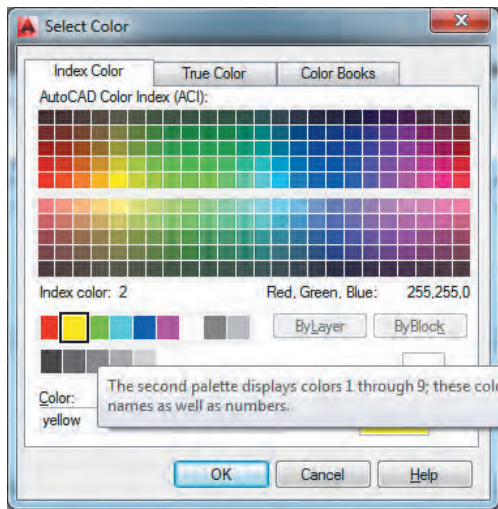 Select Color
Index Color True Color Color Books
AutoCAD Color Index (ACI):
Index color: 2 Red, Green, Blue: 255,255,0
ByLayer ByBlock
The second palette displays colors 1 through 9; these
names as well as numbers.
Color:
yellow
OK Cancel Help